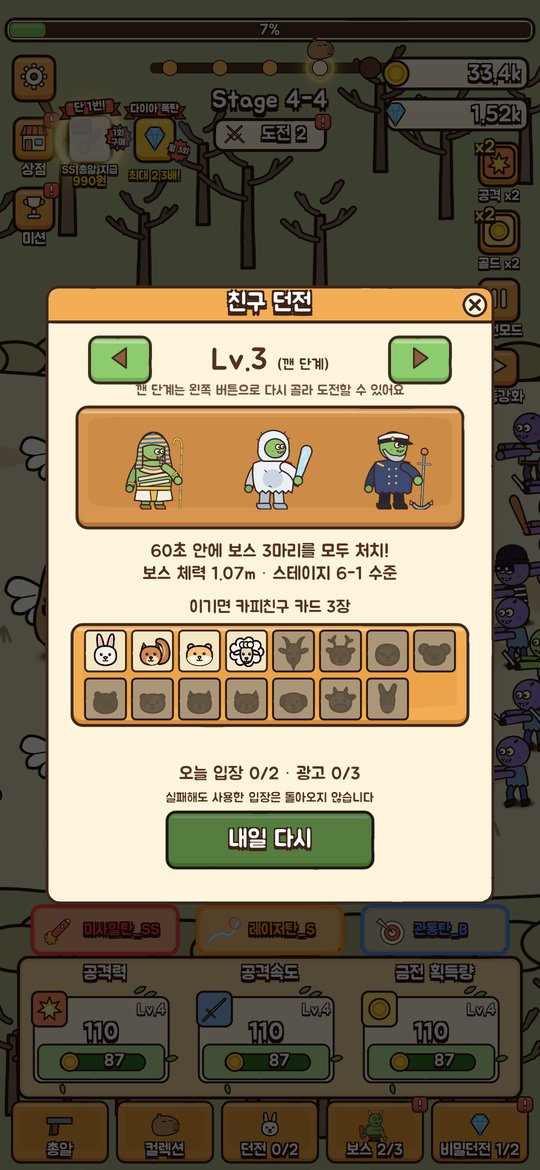 7%
33.4k
Stage 4-4
1.52k
도전 2
단 1번!
다이아 폭탄
1회
구매
상점
SS 총알 지급
990원
최대 2.3배!
x2
공격 x2
미션
x2
골드 x2
친구 던전
Lv.3 (깬 단계)
깬 단계는 왼쪽 버튼으로 다시 골라 도전할 수 있어요
60초 안에 보스 3마리를 모두 처치!
보스 체력 1.07m · 스테이지 6-1 수준
이기면 카피친구 카드 3장
오늘 입장 0/2 · 광고 0/3
실패해도 사용한 입장은 돌아오지 않습니다
내일 다시
미사일탄_SS
레이저탄_S
관통탄_B
공격력
공격속도
금전 획득량
Lv.4
Lv.4
Lv.4
110
110
110
87
87
87
총알
컬렉션
던전 0/2
보스 2/3
비밀던전 1/2